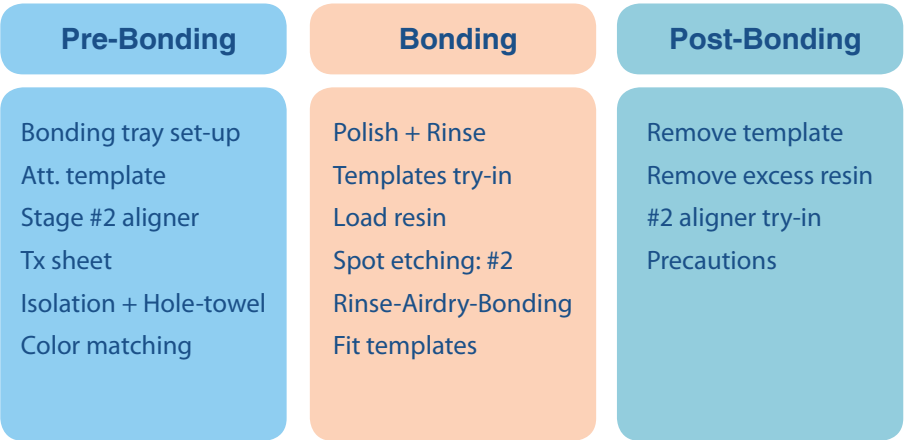 Pre-Bonding
Bonding tray set-up
Att. template
Stage #2 aligner
Tx sheet
Isolation + Hole-towel
Color matching
Bonding
Polish + Rinse
Templates try-in
Load resin
Spot etching: #2
Rinse-Airdry-Bonding
Fit templates
Post-Bonding
Remove template
Remove excess resin
#2 aligner try-in
Precautions